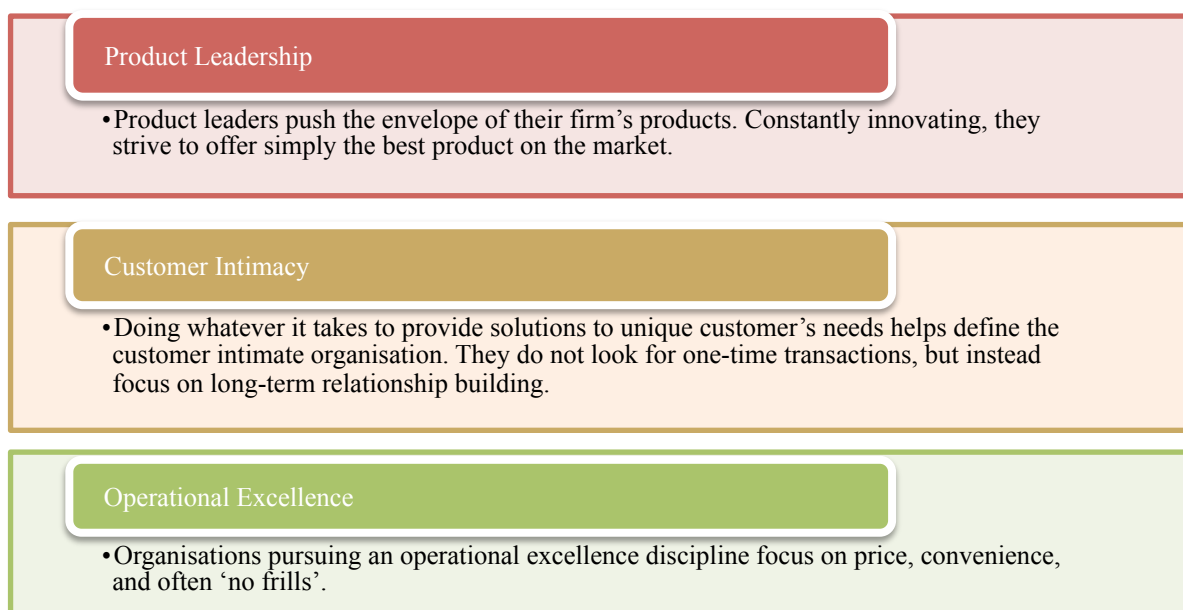 Product Leadership
•Product leaders push the envelope of their firm’s products. Constantly innovating, they
strive to offer simply the best product on the market.
Customer Intimacy
•Doing whatever it takes to provide solutions to unique customer’s needs helps define the
customer intimate organisation. They do not look for one-time transactions, but instead
focus on long-term relationship building.
Operational Excellence
•Organisations pursuing an operational excellence discipline focus on price, convenience,
and often ‘no frills’.